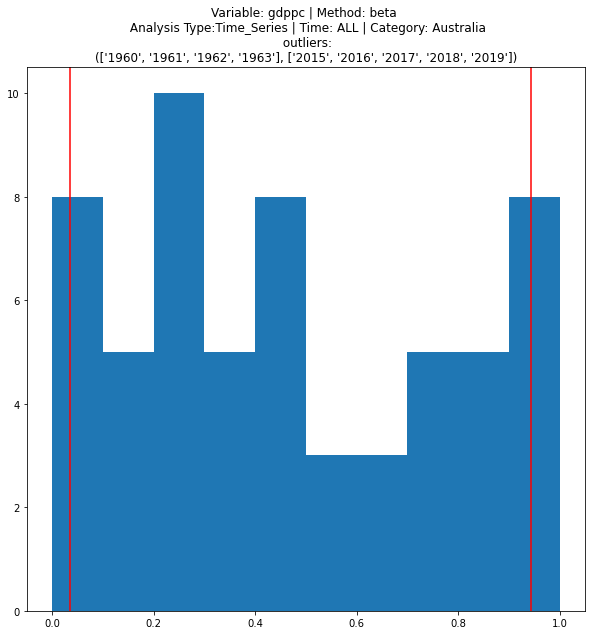 Variable: gdppc | Method: beta
Analysis Type:Time_Series | Time: ALL | Category: Australia
outliers:
(['1960', '1961', '1962', '1963'], ['2015', '2016', '2017', '2018', '2019'])
10
8
6
4
2
0
0.0 0.2 0.4 0.6 0.8 1.0